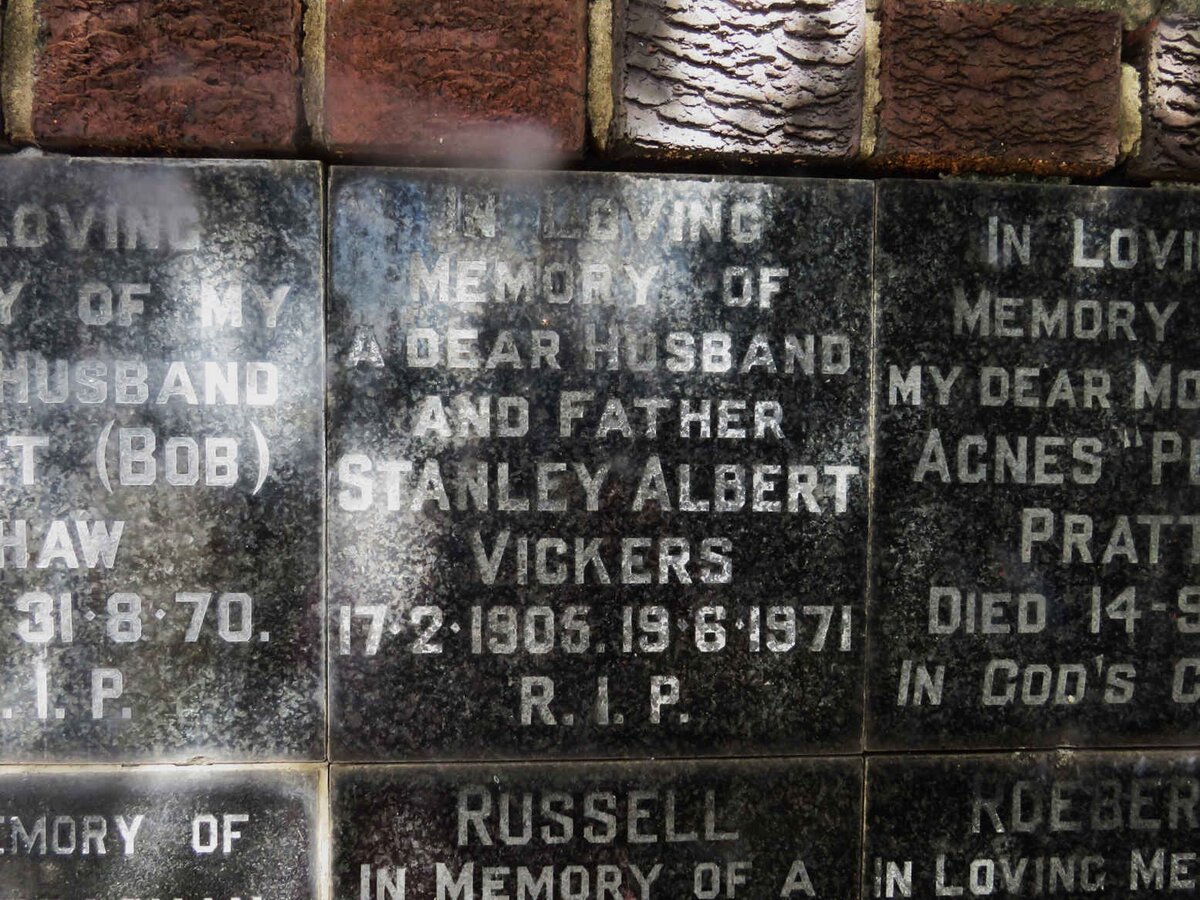 LOVING
Y OF MY
HUSBAND
T (BOB)
HAW
31·8·70.
.I. P.
EMORY OF
IN LOVING
MEMORY OF
A DEAR HUSBAND
AND FATHER
STANLEY ALBERT
VICKERS
17·2·1905. 19·6·1971
R. I. P.
RUSSELL
IN MEMORY OF A
IN LOVI
MEMORY
MY DEAR MO
AGNES "P
PRATT
DIED 14-
IN GOD'S C
ROEBER
IN LOVING ME